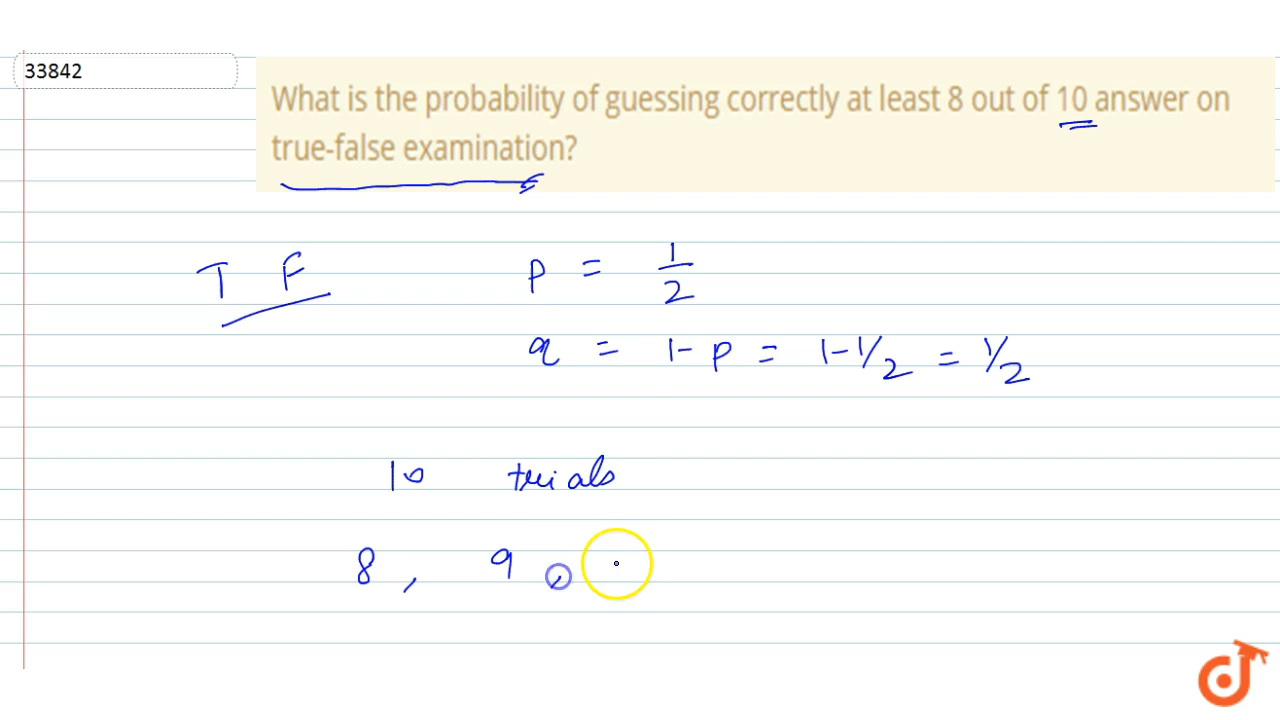 33842
What is the probability of guessing correctly at least 8 out of 10 answer on
true-false examination?
T F p = 1/2
q = 1 - p = 1 - 1/2 = 1/2
10 trials
8 , 9 ,